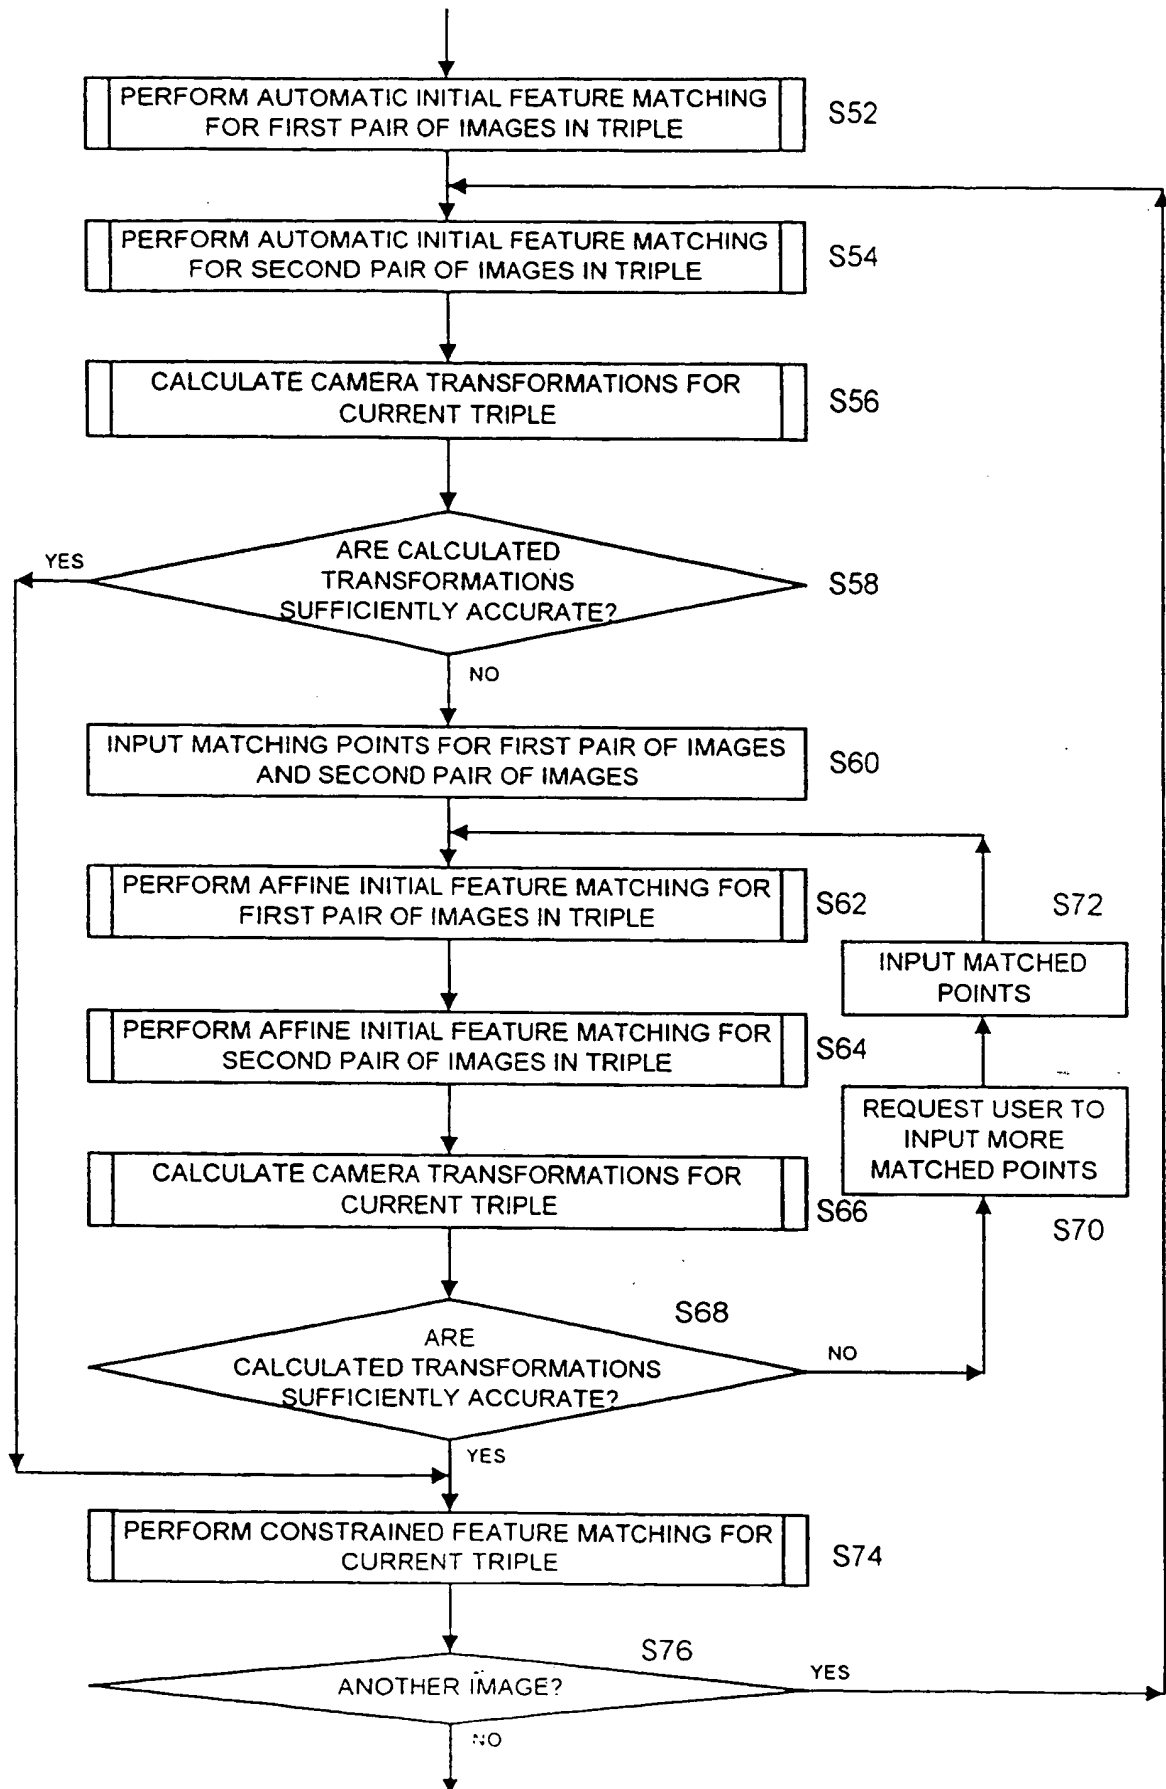 PERFORM AUTOMATIC INITIAL FEATURE MATCHING
FOR FIRST PAIR OF IMAGES IN TRIPLE
S52
PERFORM AUTOMATIC INITIAL FEATURE MATCHING
FOR SECOND PAIR OF IMAGES IN TRIPLE
S54
CALCULATE CAMERA TRANSFORMATIONS FOR
CURRENT TRIPLE
S56
YES
ARE CALCULATED
TRANSFORMATIONS
SUFFICIENTLY ACCURATE?
S58
NO
INPUT MATCHING POINTS FOR FIRST PAIR OF IMAGES
AND SECOND PAIR OF IMAGES
S60
PERFORM AFFINE INITIAL FEATURE MATCHING FOR
FIRST PAIR OF IMAGES IN TRIPLE
S62
S72
INPUT MATCHED
POINTS
PERFORM AFFINE INITIAL FEATURE MATCHING FOR
SECOND PAIR OF IMAGES IN TRIPLE
S64
REQUEST USER TO
INPUT MORE
MATCHED POINTS
S70
CALCULATE CAMERA TRANSFORMATIONS FOR
CURRENT TRIPLE
S66
S68
ARE
CALCULATED TRANSFORMATIONS
SUFFICIENTLY ACCURATE?
NO
YES
PERFORM CONSTRAINED FEATURE MATCHING FOR
CURRENT TRIPLE
S74
S76
ANOTHER IMAGE?
YES
NO